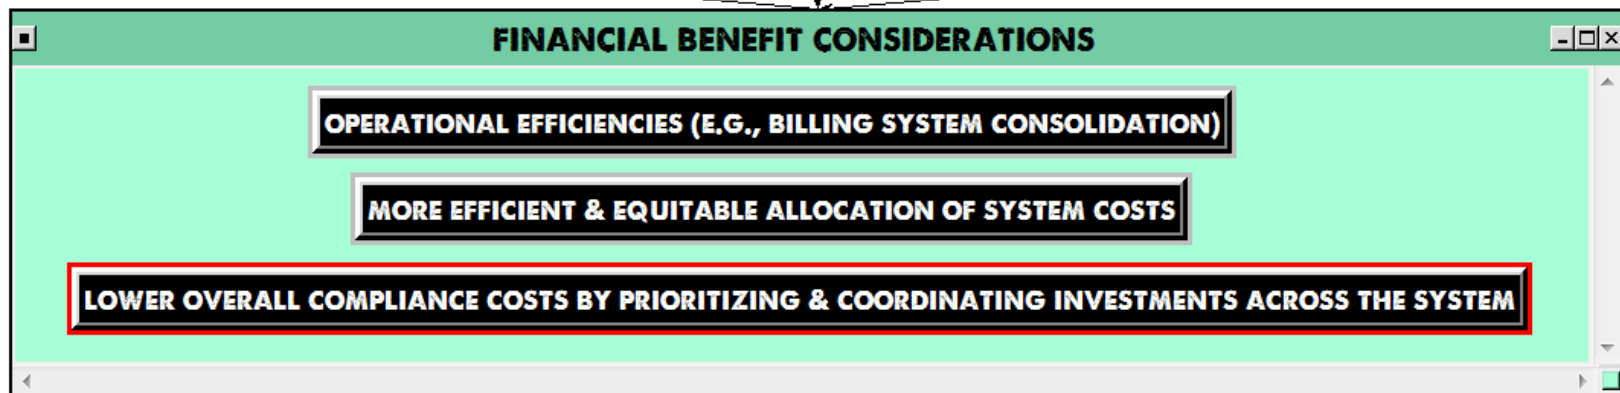 FINANCIAL BENEFIT CONSIDERATIONS
OPERATIONAL EFFICIENCIES (E.G., BILLING SYSTEM CONSOLIDATION)
MORE EFFICIENT & EQUITABLE ALLOCATION OF SYSTEM COSTS
LOWER OVERALL COMPLIANCE COSTS BY PRIORITIZING & COORDINATING INVESTMENTS ACROSS THE SYSTEM